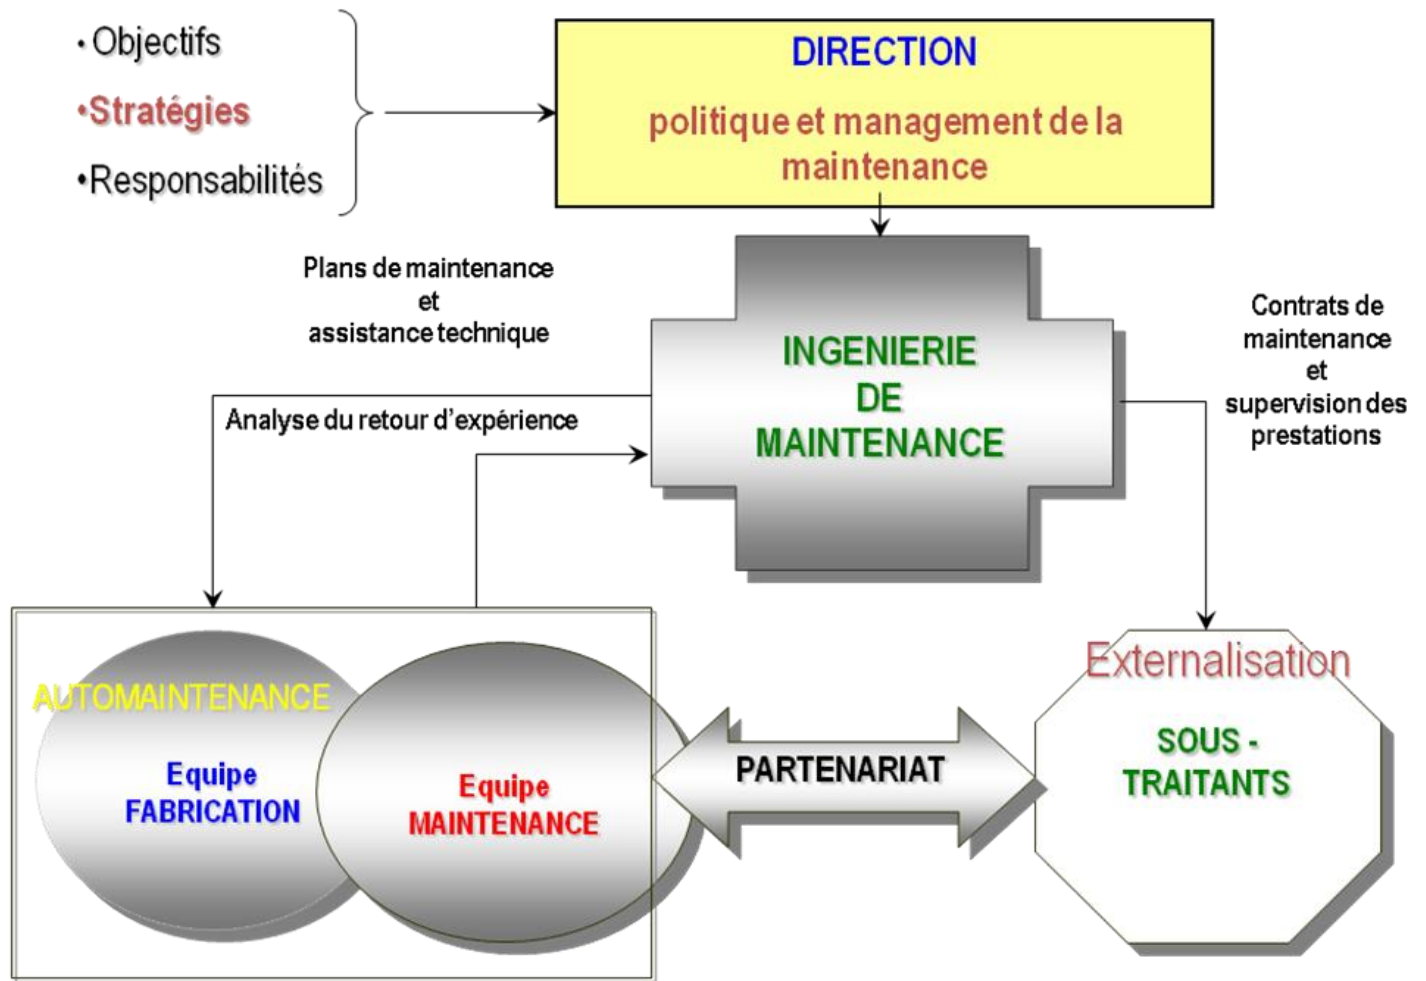 • Objectifs
•Stratégies
•Responsabilités
DIRECTION
politique et management de la
maintenance
Plans de maintenance
et
assistance technique
Contrats de
maintenance
et
supervision des
prestations
INGENIERIE
DE
MAINTENANCE
Analyse du retour d'expérience
AUTOMAINTENANCE
Equipe
FABRICATION
Equipe
MAINTENANCE
PARTENARIAT
Externalisation
SOUS -
TRAITANTS